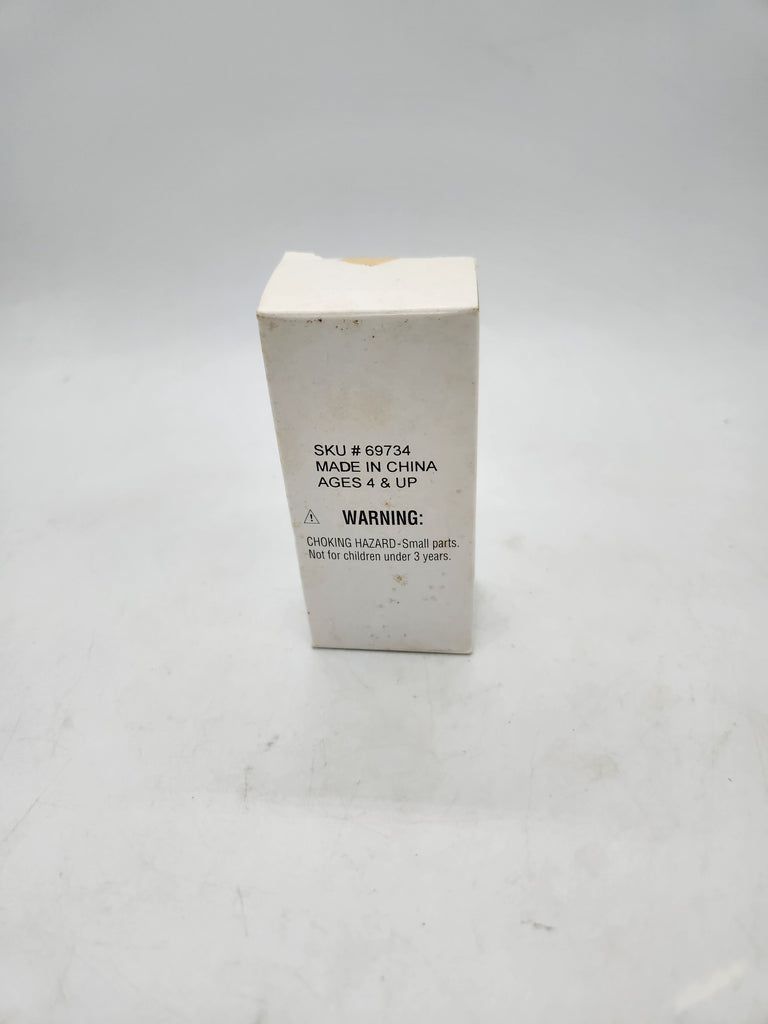 SKU # 69734
MADE IN CHINA
AGES 4 & UP
⚠ WARNING:
CHOKING HAZARD-Small parts.
Not for children under 3 years.